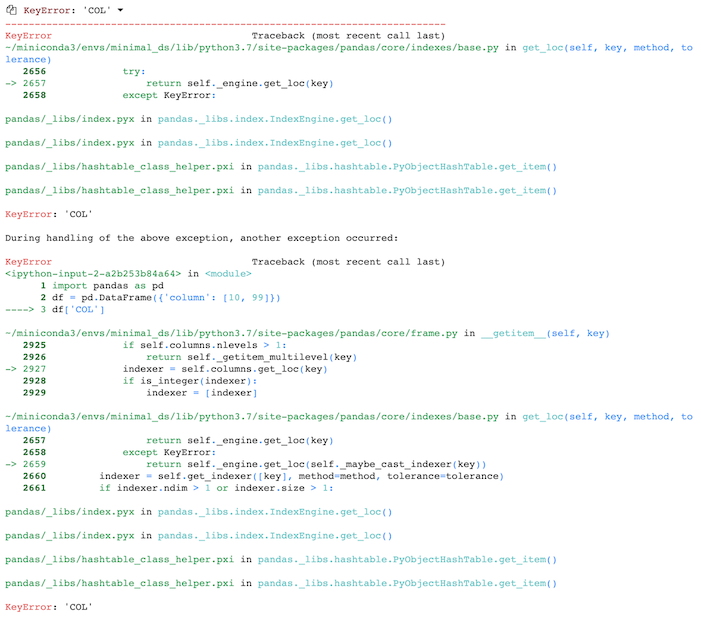 KeyError: 'COL' ▼
---------------------------------------------------------------------------
KeyError                                  Traceback (most recent call last)
~/miniconda3/envs/minimal_ds/lib/python3.7/site-packages/pandas/core/indexes/base.py in get_loc(self, key, method, to
lerance)
   2656             try:
-> 2657                 return self._engine.get_loc(key)
   2658             except KeyError:
pandas/_libs/index.pyx in pandas._libs.index.IndexEngine.get_loc()
pandas/_libs/index.pyx in pandas._libs.index.IndexEngine.get_loc()
pandas/_libs/hashtable_class_helper.pxi in pandas._libs.hashtable.PyObjectHashTable.get_item()
pandas/_libs/hashtable_class_helper.pxi in pandas._libs.hashtable.PyObjectHashTable.get_item()
KeyError: 'COL'
During handling of the above exception, another exception occurred:
KeyError                                  Traceback (most recent call last)
<ipython-input-2-a2b253b84a64> in <module>
      1 import pandas as pd
      2 df = pd.DataFrame({'column': [10, 99]})
----> 3 df['COL']
~/miniconda3/envs/minimal_ds/lib/python3.7/site-packages/pandas/core/frame.py in __getitem__(self, key)
   2925             if self.columns.nlevels > 1:
   2926                 return self._getitem_multilevel(key)
-> 2927             indexer = self.columns.get_loc(key)
   2928             if is_integer(indexer):
   2929                 indexer = [indexer]
~/miniconda3/envs/minimal_ds/lib/python3.7/site-packages/pandas/core/indexes/base.py in get_loc(self, key, method, to
lerance)
   2657                 return self._engine.get_loc(key)
   2658             except KeyError:
-> 2659                 return self._engine.get_loc(self._maybe_cast_indexer(key))
   2660         indexer = self.get_indexer([key], method=method, tolerance=tolerance)
   2661         if indexer.ndim > 1 or indexer.size > 1:
pandas/_libs/index.pyx in pandas._libs.index.IndexEngine.get_loc()
pandas/_libs/index.pyx in pandas._libs.index.IndexEngine.get_loc()
pandas/_libs/hashtable_class_helper.pxi in pandas._libs.hashtable.PyObjectHashTable.get_item()
pandas/_libs/hashtable_class_helper.pxi in pandas._libs.hashtable.PyObjectHashTable.get_item()
KeyError: 'COL'